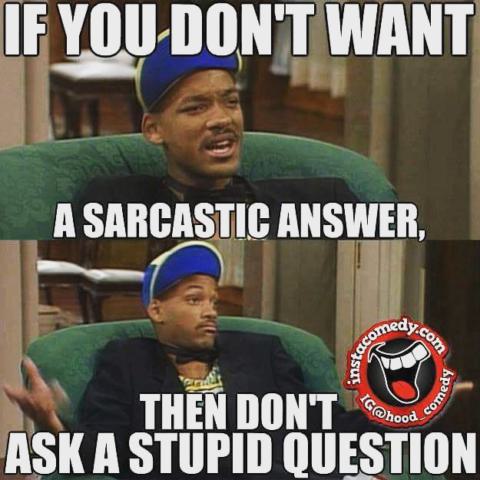 IF YOU DON'T WANT
A SARCASTIC ANSWER,
instacomedy.com
IG@hood_comedy
THEN DON'T
ASK A STUPID QUESTION